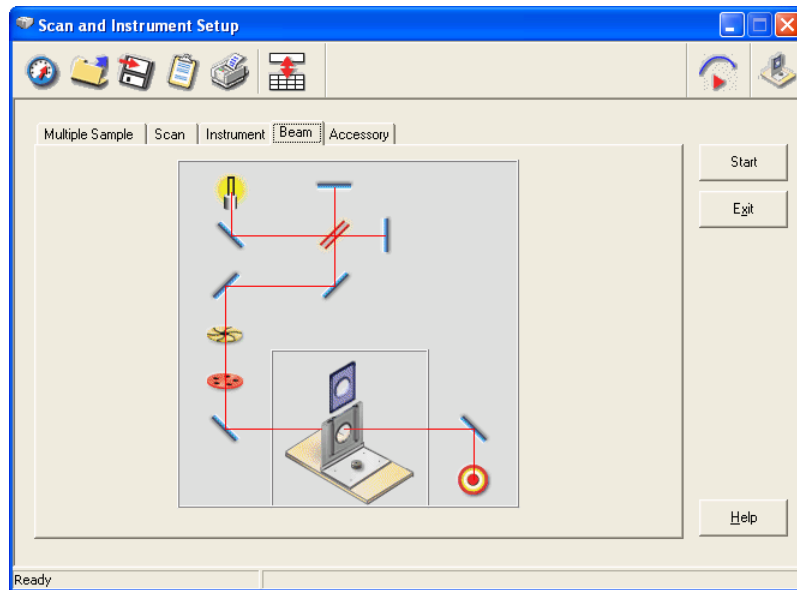 Scan and Instrument Setup
Multiple Sample
Scan
Instrument
Beam
Accessory
Start
Exit
Help
Ready